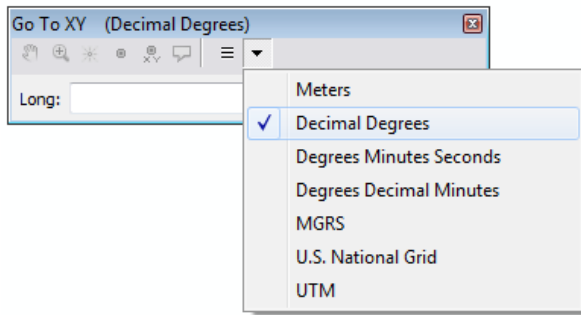 Go To XY (Decimal Degrees)
XY
Long:
Meters
Decimal Degrees
Degrees Minutes Seconds
Degrees Decimal Minutes
MGRS
U.S. National Grid
UTM